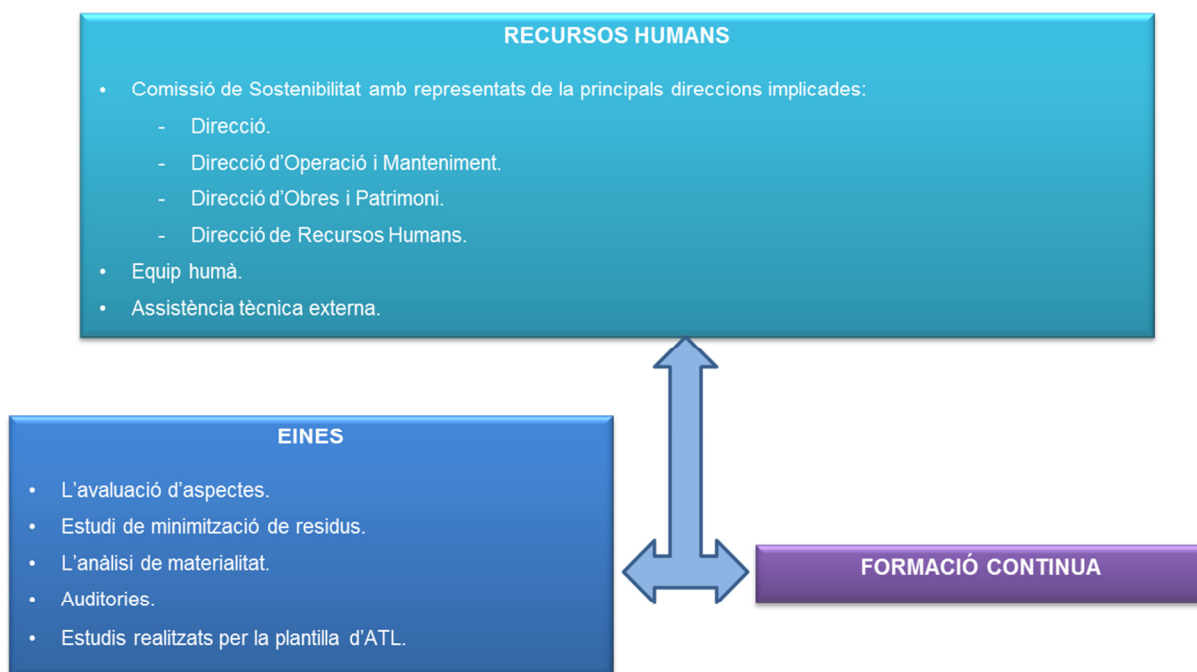 RECURSOS HUMANS
• Comissió de Sostenibilitat amb representats de la principals direccions implicades:
- Direcció.
- Direcció d'Operació i Manteniment.
- Direcció d'Obres i Patrimoni.
- Direcció de Recursos Humans.
• Equip humà.
• Assistència tècnica externa.
EINES
• L'avaluació d'aspectes.
• Estudi de minimització de residus.
• L'anàlisi de materialitat.
• Auditories.
• Estudis realitzats per la plantilla d'ATL.
FORMACIÓ CONTINUA